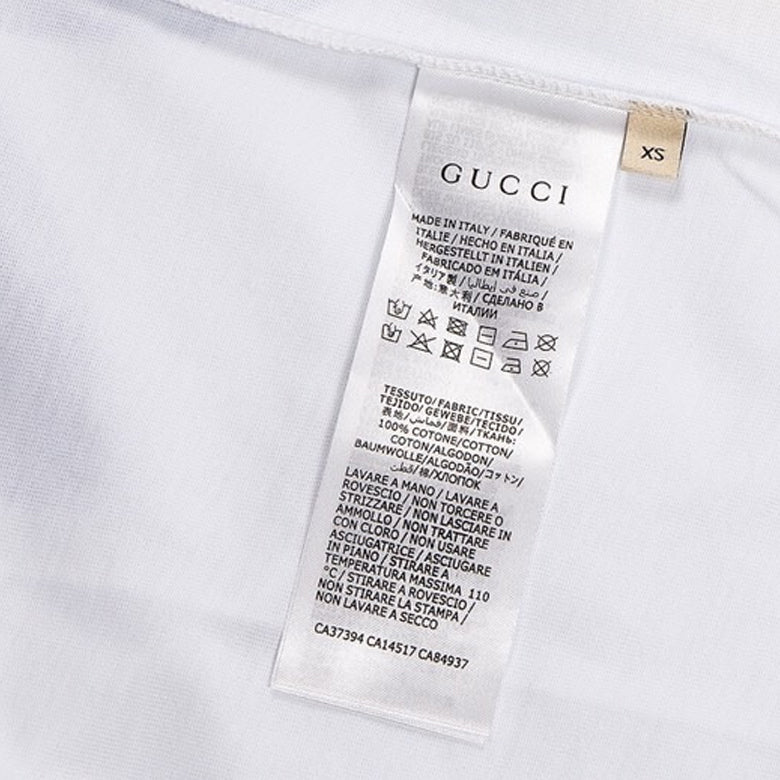 XS
GUCCI
MADE IN ITALY / FABRIQUÉ EN
ITALIE / HECHO EN ITALIA /
HERGESTELLT IN ITALIEN /
FABRICADO EM ITÁLIA /
イタリア製 / صنع في إيطاليا /
产地: 意大利 / СДЕЛАНО В
ИТАЛИИ
TESSUTO/FABRIC/TISSU/
TEJIDO/ GEWEBE/TECIDO/
表地/قماش/面料/ТКАНЬ:
100% COTONE/COTTON/
COTON/ALGODON/
BAUMWOLLE/ALGODÃO/コットン/
قطن/棉/ХЛОПОК
LAVARE A MANO / LAVARE A
ROVESCIO / NON TORCERE O
STRIZZARE / NON LASCIARE IN
AMMOLLO / NON TRATTARE
CON CLORO / NON USARE
ASCIUGATRICE / ASCIUGARE
IN PIANO / STIRARE A
TEMPERATURA MASSIMA 110
°C / STIRARE A ROVESCIO /
NON STIRARE LA STAMPA /
NON LAVARE A SECCO
CA37394 CA14517 CA84937